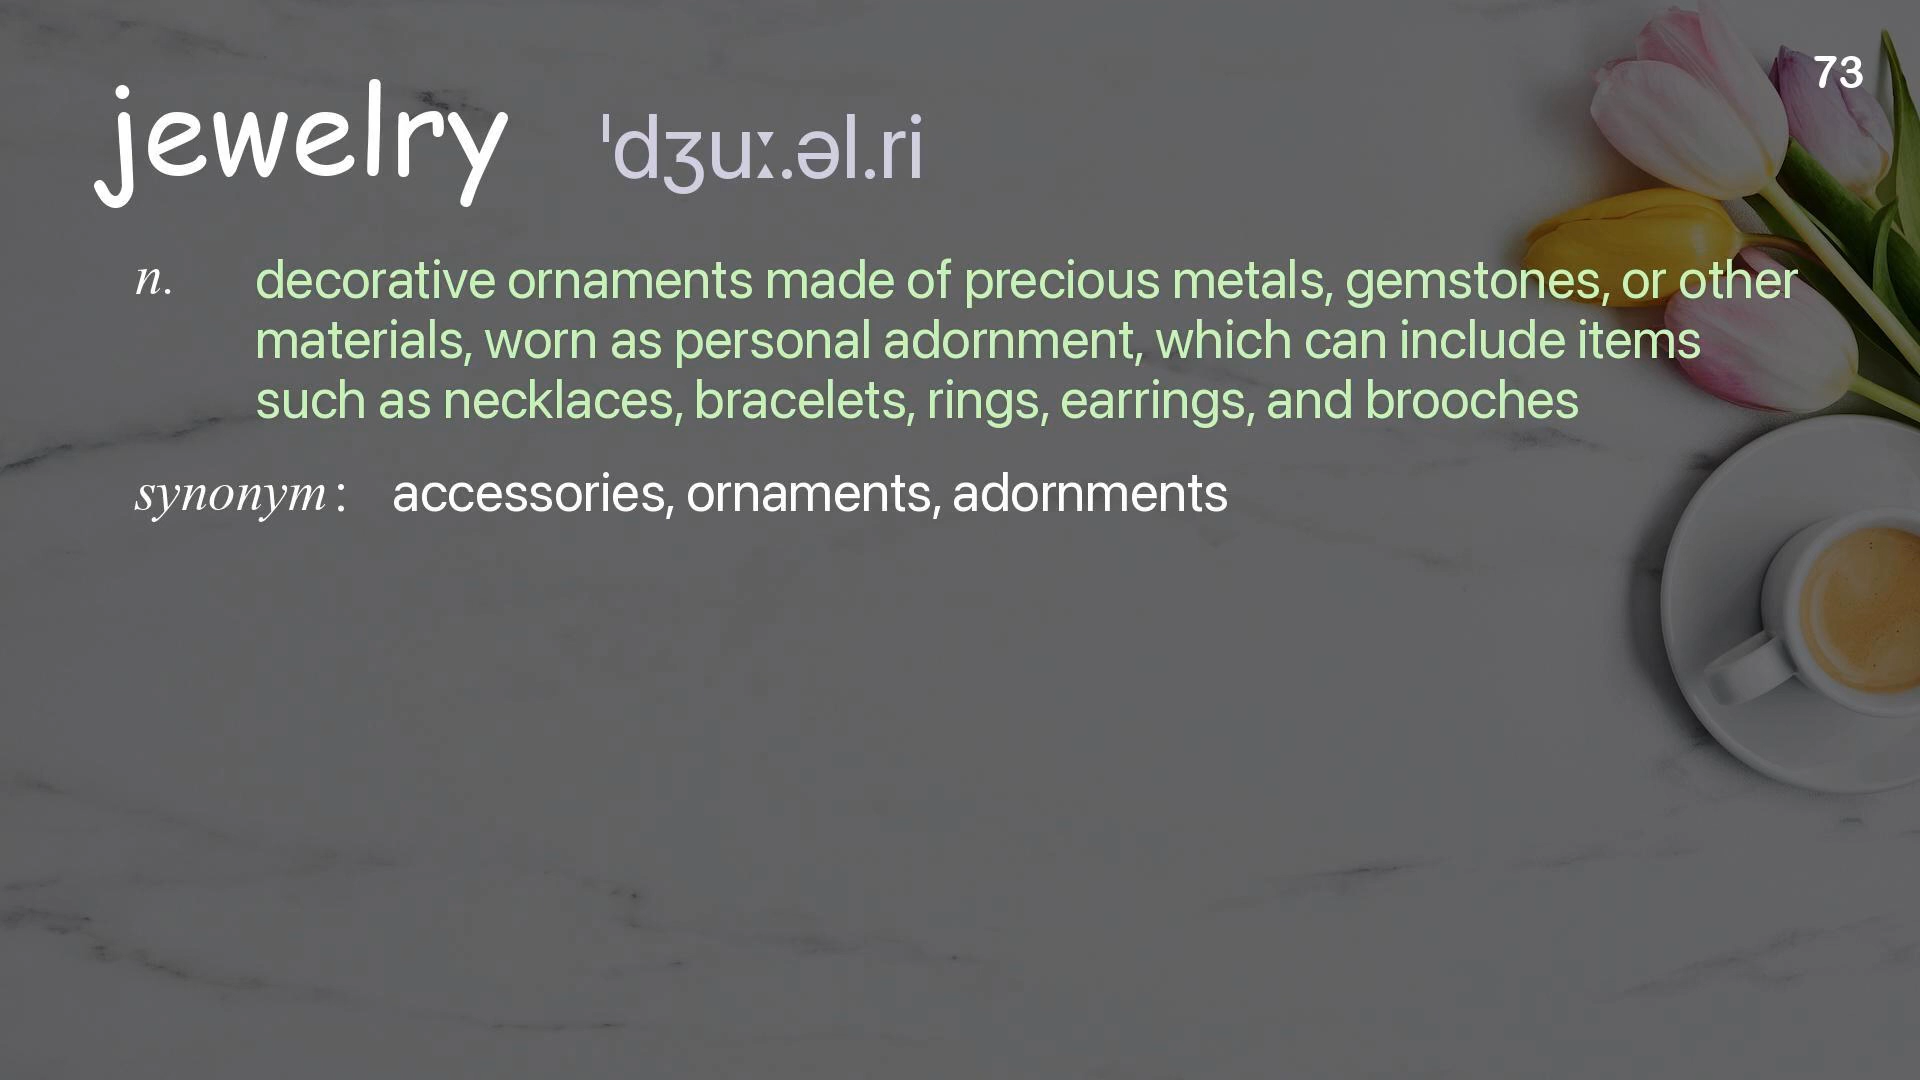 73
jewelry ˈdʒuː.əl.ri
n. decorative ornaments made of precious metals, gemstones, or other
materials, worn as personal adornment, which can include items
such as necklaces, bracelets, rings, earrings, and brooches
synonym: accessories, ornaments, adornments